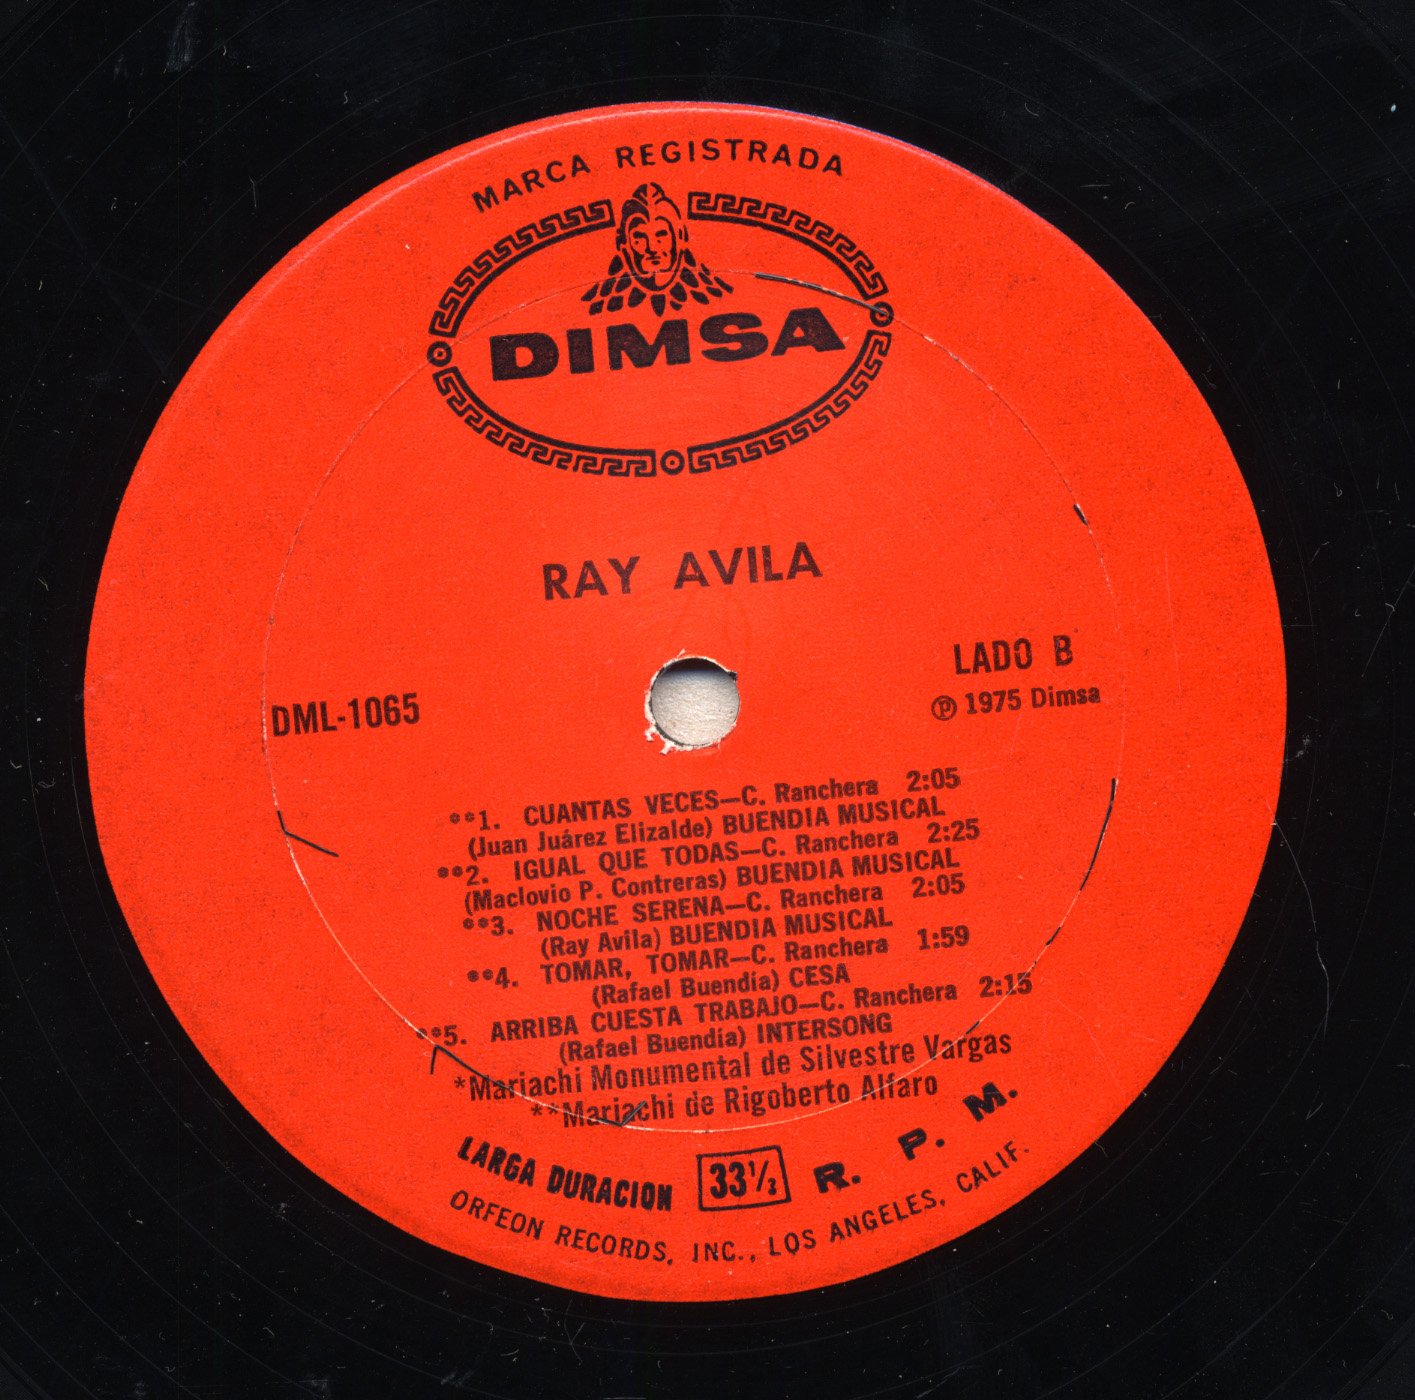 MARCA REGISTRADA
DIMSA
RAY AVILA
LADO B
DML-1065
℗ 1975 Dimsa
**1. CUANTAS VECES—C. Ranchera 2:05
(Juan Juárez Elizalde) BUENDIA MUSICAL
**2. IGUAL QUE TODAS—C. Ranchera 2:25
(Maclovio P. Contreras) BUENDIA MUSICAL
**3. NOCHE SERENA—C. Ranchera 2:05
(Ray Avila) BUENDIA MUSICAL
**4. TOMAR, TOMAR—C. Ranchera 1:59
(Rafael Buendía) CESA
**5. ARRIBA CUESTA TRABAJO—C. Ranchera 2:15
(Rafael Buendía) INTERSONG
*Mariachi Monumental de Silvestre Vargas
**Mariachi de Rigoberto Alfaro
LARGA DURACION 33⅓ R. P. M.
ORFEON RECORDS, INC., LOS ANGELES, CALIF.